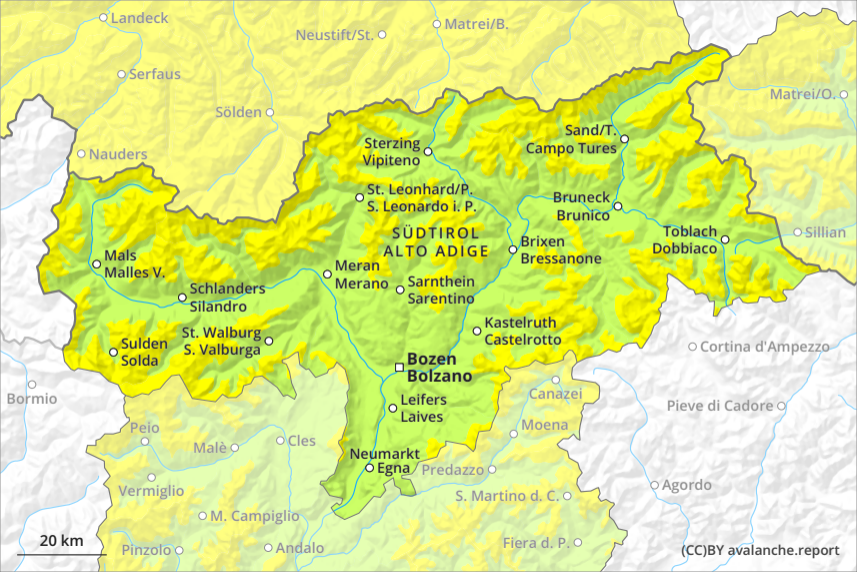 Landeck
Matrei/B.
Neustift/St.
Serfaus
Matrei/O.
Sölden
Sand/T.
Campo Tures
Sterzing
Vipiteno
Nauders
St. Leonhard/P.
S. Leonardo i. P.
Bruneck
Brunico
SÜDTIROL
ALTO ADIGE
Toblach
Dobbiaco
Sillian
Brixen
Bressanone
Mals
Malles V.
Meran
Merano
Sarnthein
Sarentino
Schlanders
Silandro
Kastelruth
Castelrotto
St. Walburg
S. Valburga
Sulden
Solda
Cortina d'Ampezzo
Bozen
Bolzano
Bormio
Canazei
Leifers
Laives
Pieve di Cadore
Peio
Moena
Cles
Malè
Neumarkt
Egna
Predazzo
Vermiglio
Agordo
S. Martino d. C.
M. Campiglio
20 km
Pinzolo
Andalo
Fiera d. P.
(CC)BY avalanche.report